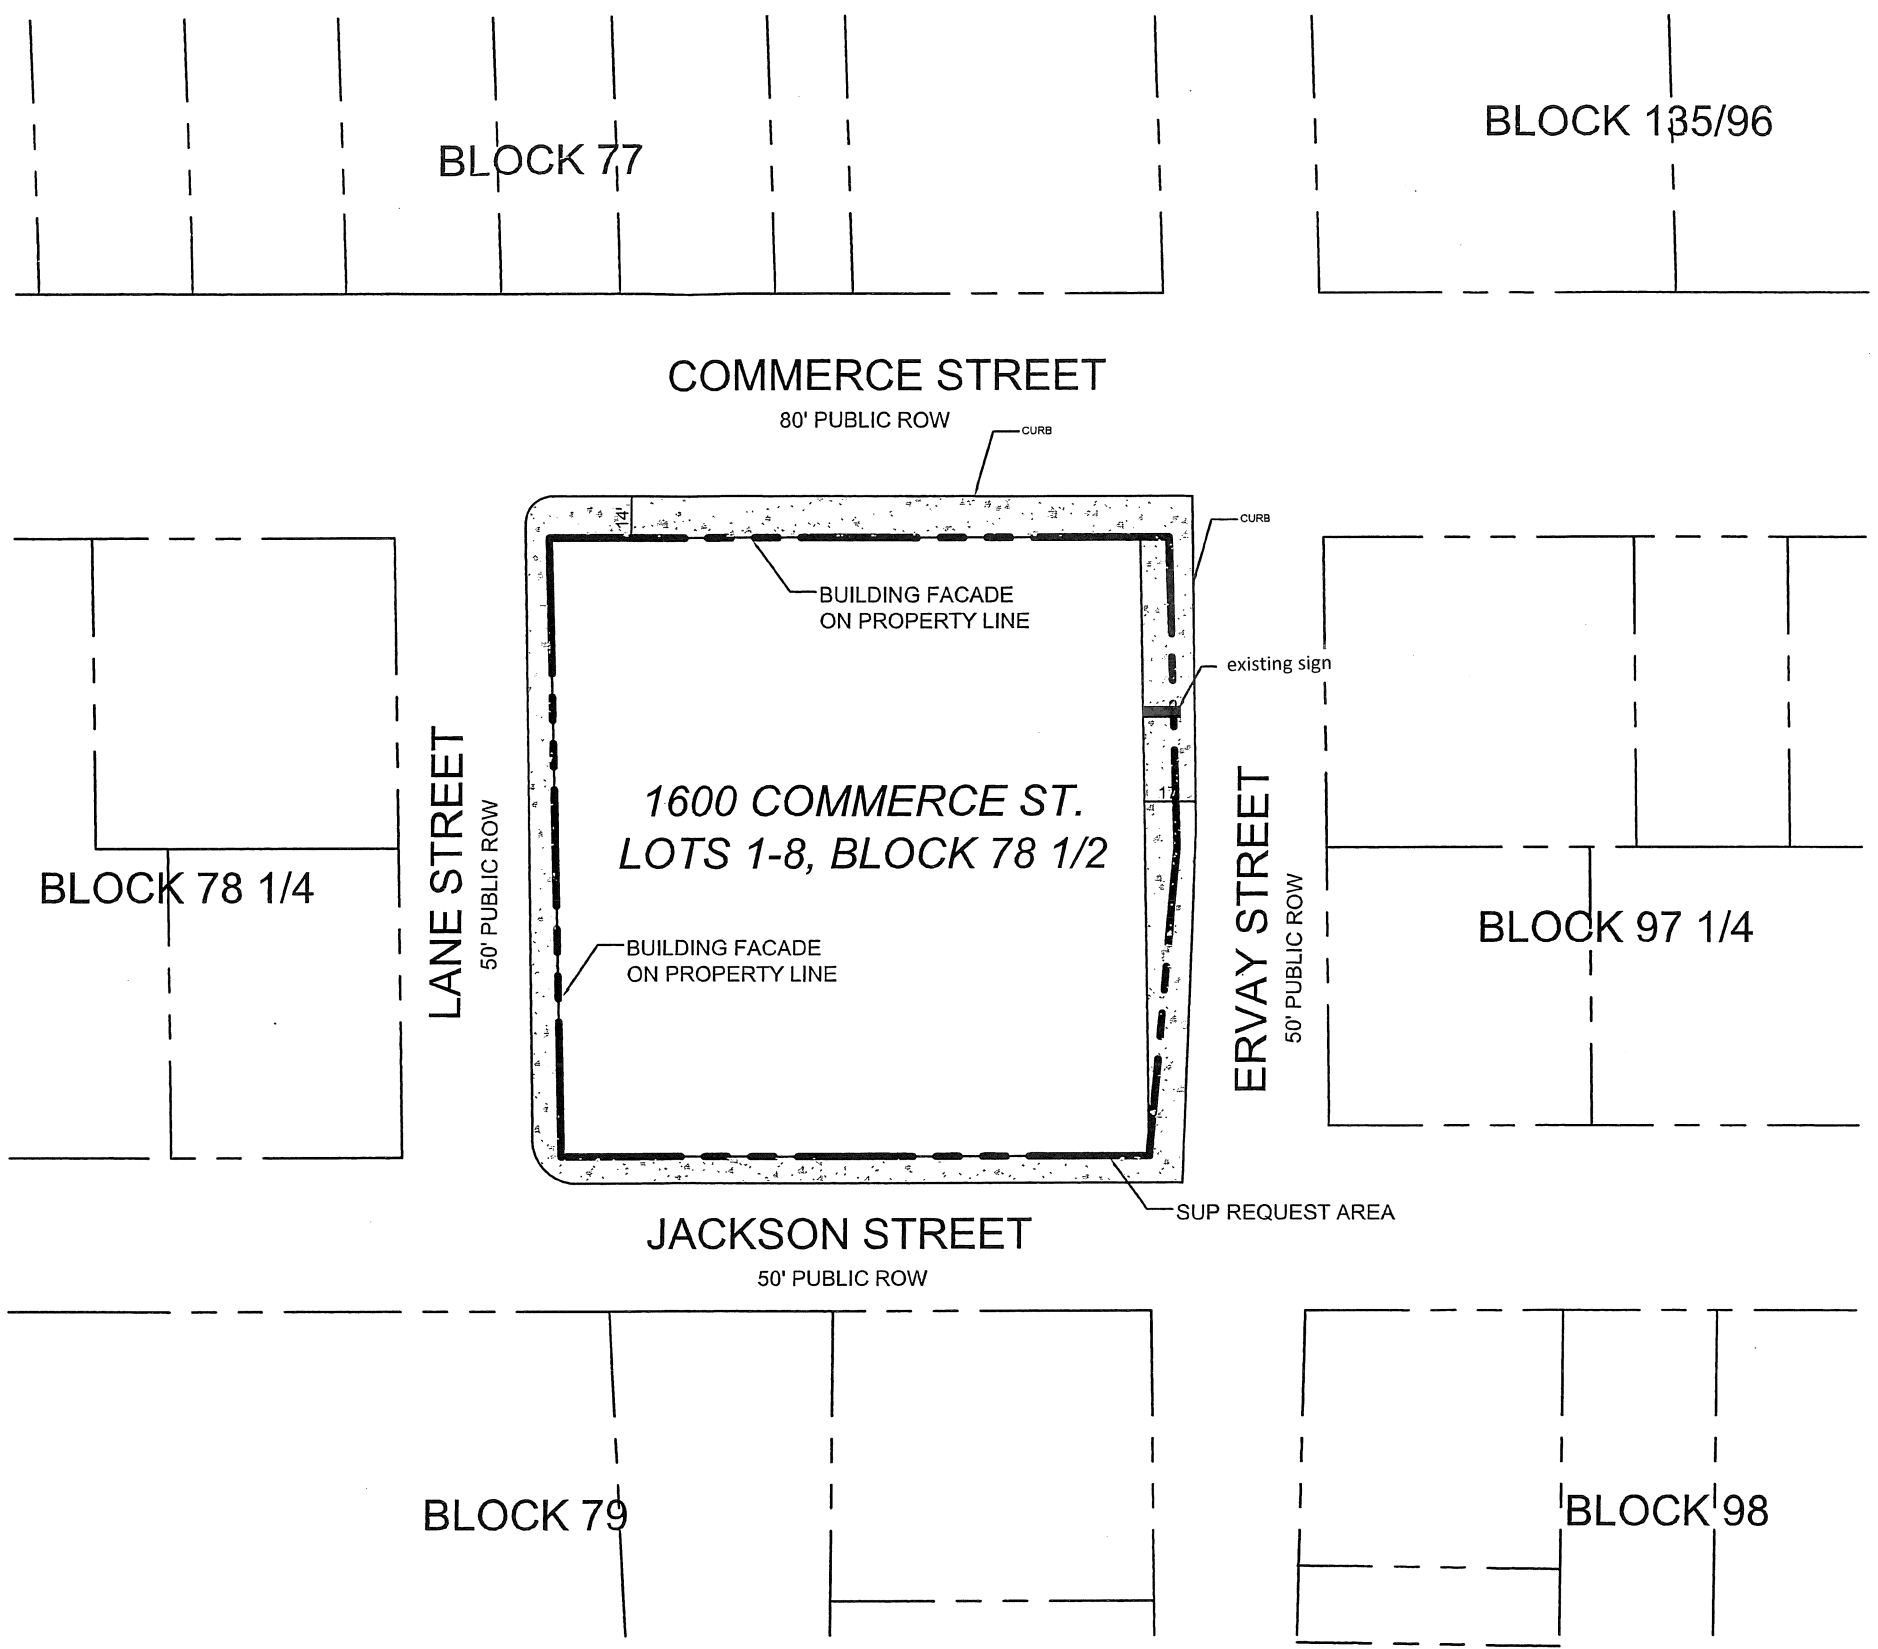 BLOCK 77
BLOCK 135/96
COMMERCE STREET
80' PUBLIC ROW
CURB
14'
CURB
BUILDING FACADE
ON PROPERTY LINE
existing sign
1600 COMMERCE ST.
LOTS 1-8, BLOCK 78 1/2
17'
LANE STREET
50' PUBLIC ROW
BLOCK 78 1/4
ERVAY STREET
50' PUBLIC ROW
BLOCK 97 1/4
BUILDING FACADE
ON PROPERTY LINE
SUP REQUEST AREA
JACKSON STREET
50' PUBLIC ROW
BLOCK 79
BLOCK 98